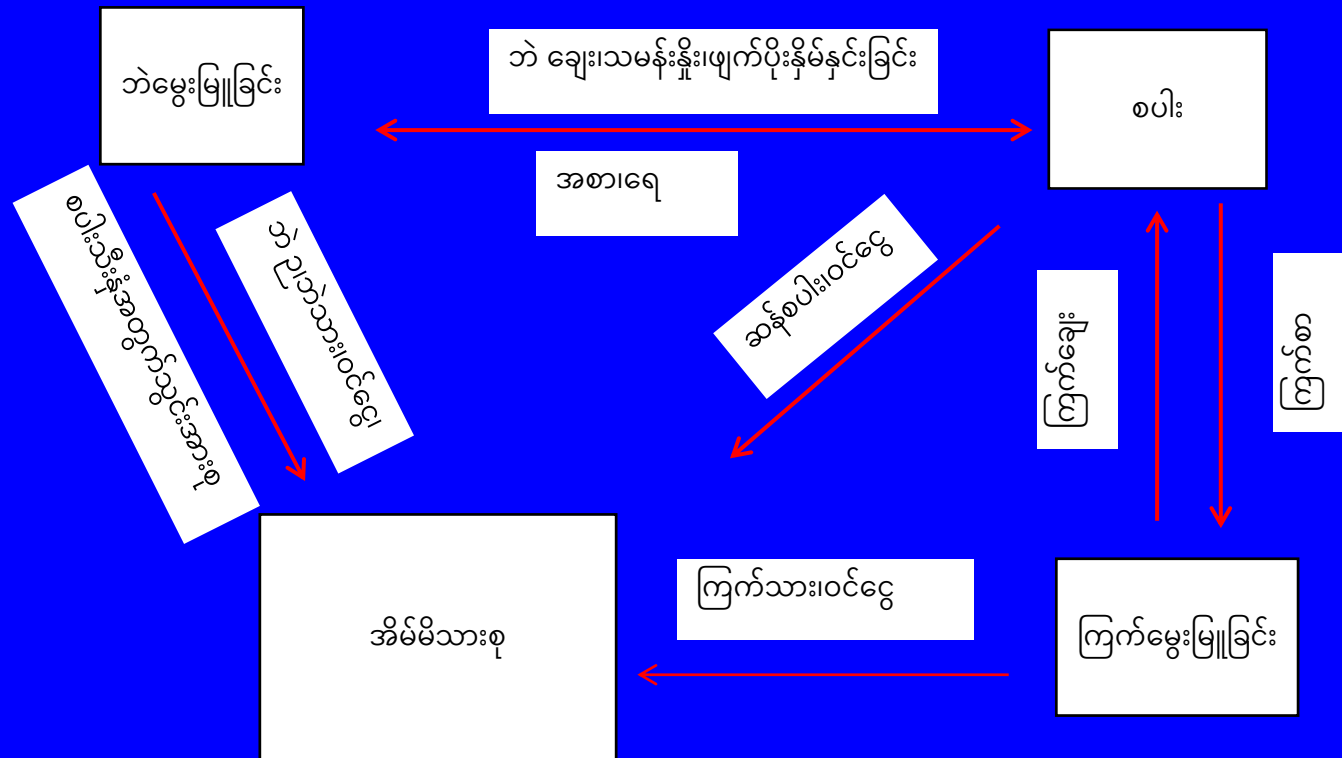 ဘဲမွေးမြူခြင်း
ဘဲ ချေး၊သမန်းနှိုး၊ဖျက်ပိုးနှိမ်နှင်းခြင်း
စပါး
အစာ၊ရေ
စပါးသီးနှံအတွက်သွင်းအားစု
ဘဲ ဥ၊ဘဲသား၊ဝင်ငွေ၊
ဆန်စပါး၊ဝင်ငွေ
ကြက်ချေး
ကြက်စာ
ကြက်သား၊ဝင်ငွေ
အိမ်မိသားစု
ကြက်မွေးမြူခြင်း